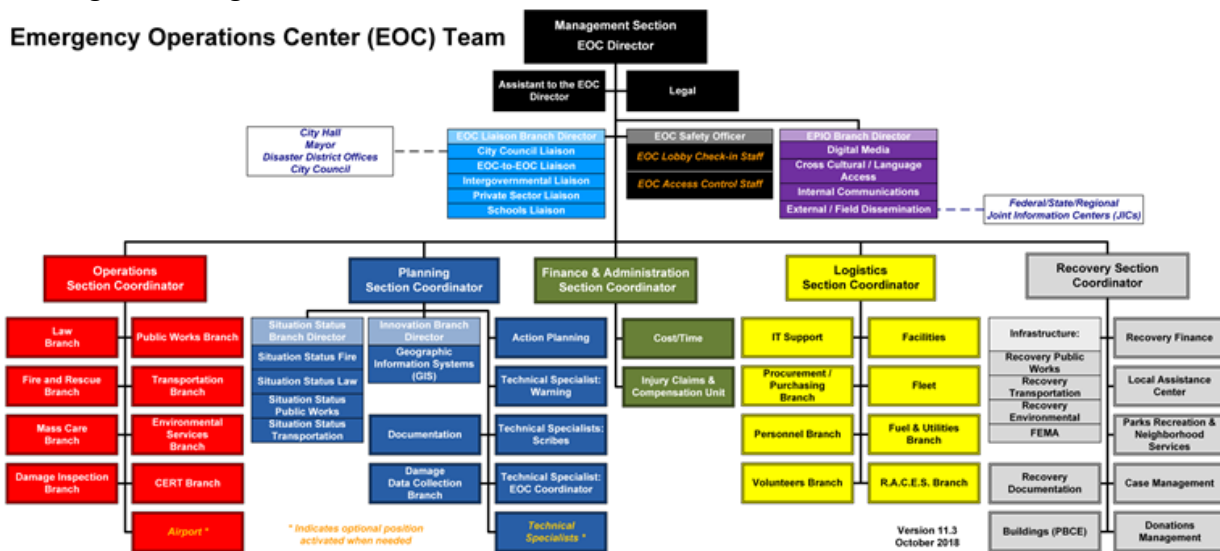 Emergency Operations Center (EOC) Team
Management Section
EOC Director
Assistant to the EOC
Director
Legal
City Hall
Mayor
Disaster District Offices
City Council
EOC Liaison Branch Director
City Council Liaison
EOC-to-EOC Liaison
Intergovernmental Liaison
Private Sector Liaison
Schools Liaison
EOC Safety Officer
EOC Lobby Check-in Staff
EOC Access Control Staff
EPIO Branch Director
Digital Media
Cross Cultural / Language
Access
Internal Communications
External / Field Dissemination
Federal/State/Regional
Joint Information Centers (JICs)
Operations
Section Coordinator
Law
Branch
Public Works Branch
Fire and Rescue
Branch
Transportation
Branch
Mass Care
Branch
Environmental
Services
Branch
Damage Inspection
Branch
CERT Branch
Airport *
Planning
Section Coordinator
Situation Status
Branch Director
Situation Status Fire
Situation Status Law
Situation Status
Public Works
Situation Status
Transportation
Innovation Branch
Director
Geographic
Information Systems
(GIS)
Documentation
Damage
Data Collection
Branch
Action Planning
Technical Specialist:
Warning
Technical Specialists:
Scribes
Technical Specialist:
EOC Coordinator
Technical
Specialists *
* Indicates optional position
activated when needed
Finance & Administration
Section Coordinator
Cost/Time
Injury Claims &
Compensation Unit
Logistics
Section Coordinator
IT Support
Facilities
Procurement /
Purchasing
Branch
Fleet
Personnel Branch
Fuel & Utilities
Branch
Volunteers Branch
R.A.C.E.S. Branch
Recovery Section
Coordinator
Infrastructure:
Recovery Public
Works
Recovery
Transportation
Recovery
Environmental
FEMA
Recovery
Documentation
Buildings (PBCE)
Recovery Finance
Local Assistance
Center
Parks Recreation &
Neighborhood
Services
Case Management
Donations
Management
Version 11.3
October 2018